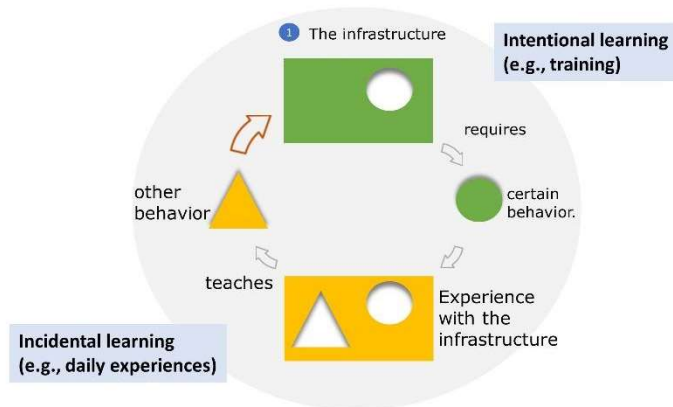 1 The infrastructure
Intentional learning
(e.g., training)
requires
certain
behavior.
Experience
with the
infrastructure
teaches
other
behavior
Incidental learning
(e.g., daily experiences)